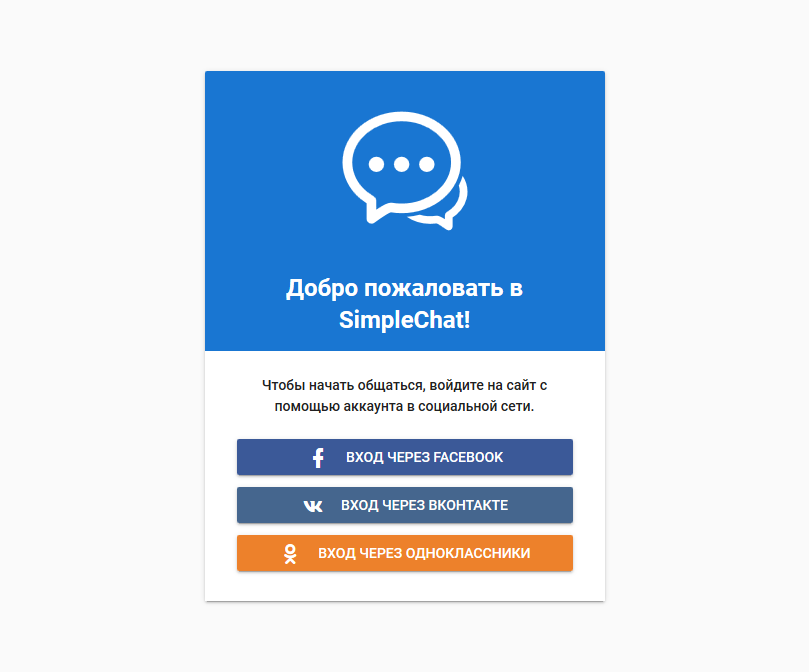 Добро пожаловать в
SimpleChat!
Чтобы начать общаться, войдите на сайт с
помощью аккаунта в социальной сети.
ВХОД ЧЕРЕЗ FACEBOOK
ВХОД ЧЕРЕЗ ВКОНТАКТЕ
ВХОД ЧЕРЕЗ ОДНОКЛАССНИКИ